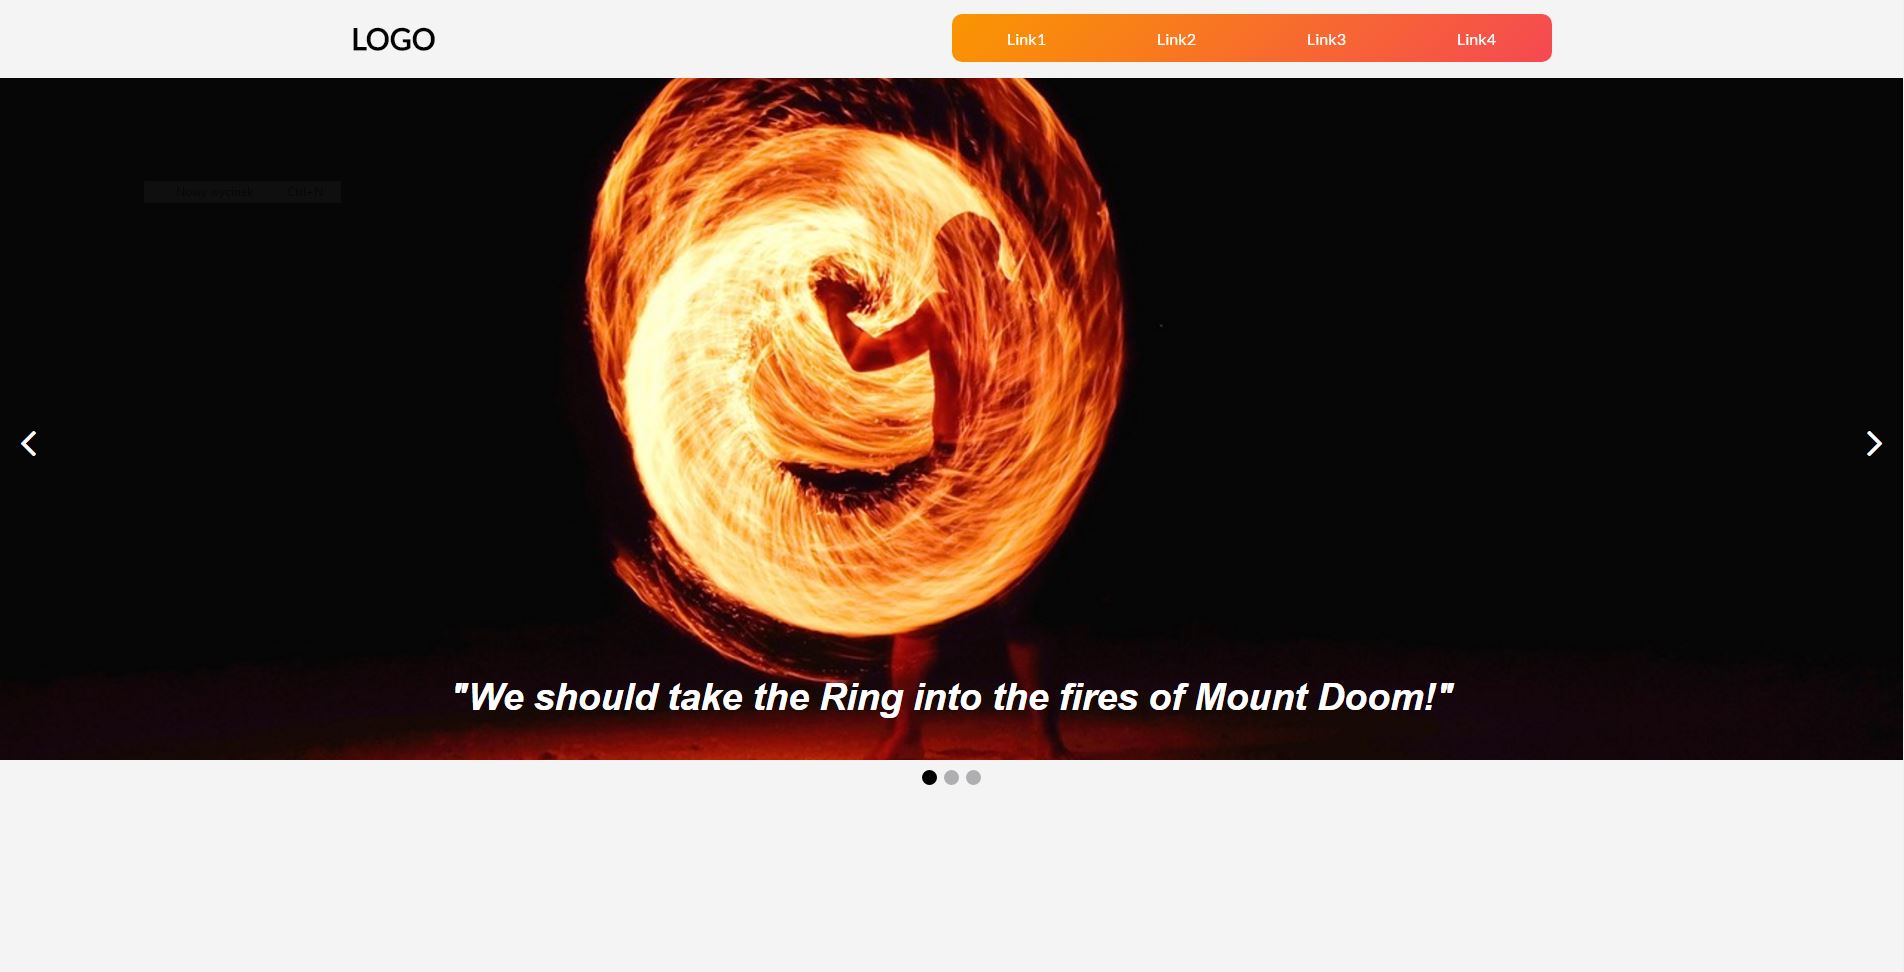 LOGO
Link1 Link2 Link3 Link4
Nowy wycinek Ctrl+N
"We should take the Ring into the fires of Mount Doom!"